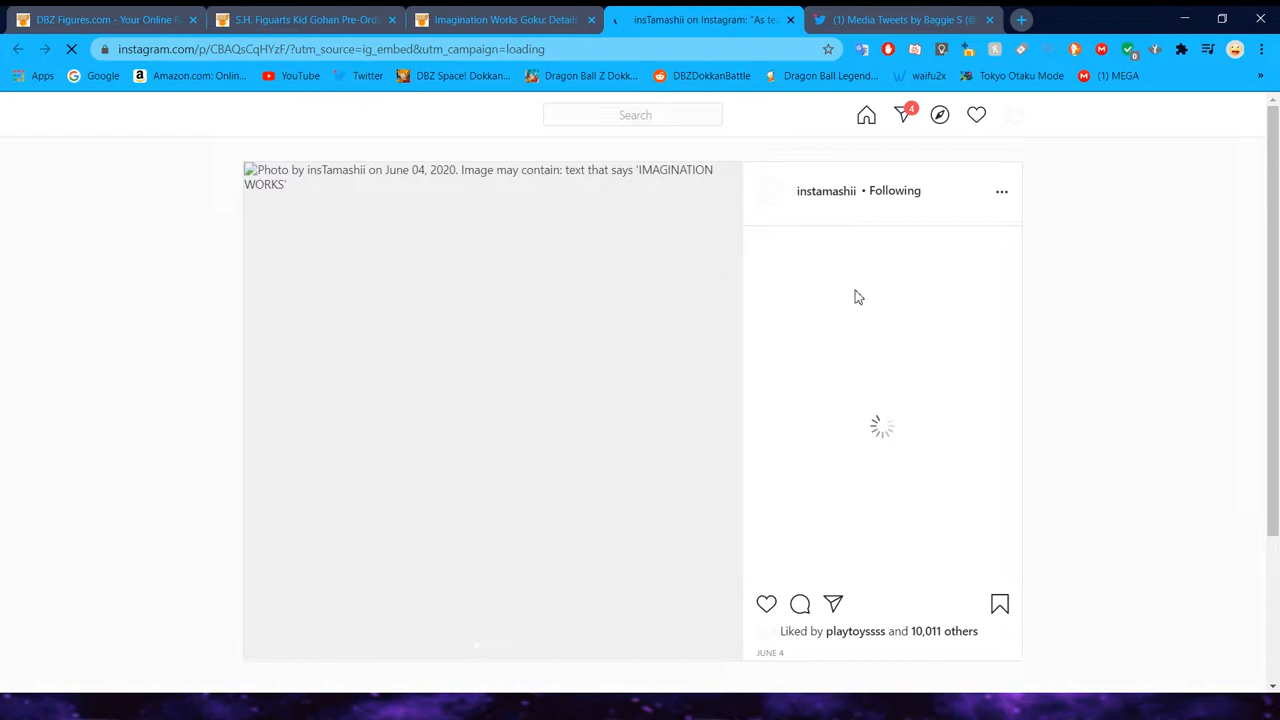 DBZ Figures.com - Your Online R
S.H. Figuarts Kid Gohan Pre-Ord
Imagination Works Goku: Details
insTamashii on Instagram: "As te
(1) Media Tweets by Baggie S (@
instagram.com/p/CBAQsCqHYzF/?utm_source=ig_embed&utm_campaign=loading
Apps
Google
Amazon.com: Onlin...
YouTube
Twitter
DBZ Space! Dokkan...
Dragon Ball Z Dokk...
DBZDokkanBattle
Dragon Ball Legend...
waifu2x
Tokyo Otaku Mode
(1) MEGA
»
Search
4
0
Photo by insTamashii on June 04, 2020. Image may contain: text that says 'IMAGINATION
WORKS'
instamashii • Following
Liked by playtoyssss and 10,011 others
JUNE 4